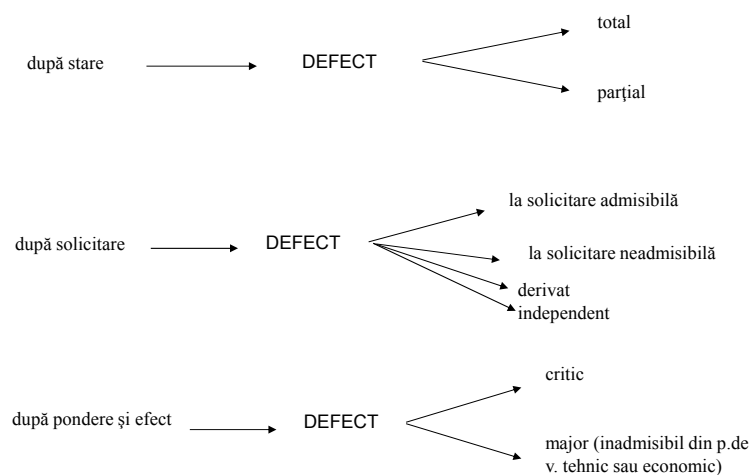 total
după stare
DEFECT
parţial
la solicitare admisibilă
după solicitare
DEFECT
la solicitare neadmisibilă
derivat
independent
critic
după pondere şi efect
DEFECT
major (inadmisibil din p.de
v. tehnic sau economic)